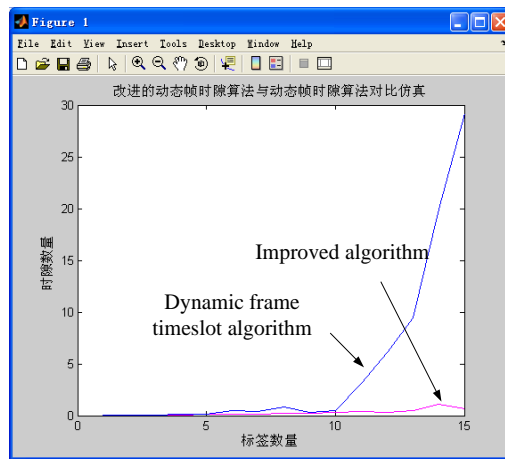 Figure 1
File Edit View Insert Tools Desktop Window Help
改进的动态帧时隙算法与动态帧时隙算法对比仿真
30
25
20
15
10
5
0
时隙数量
Improved algorithm
Dynamic frame
timeslot algorithm
0 5 10 15
标签数量